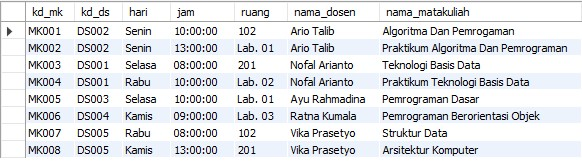 kd_mk kd_ds hari jam ruang nama_dosen nama_matakuliah
MK001 DS002 Senin 10:00:00 102 Ario Talib Algoritma Dan Pemrogaman
MK002 DS002 Senin 13:00:00 Lab. 01 Ario Talib Praktikum Algoritma Dan Pemrograman
MK003 DS001 Selasa 08:00:00 201 Nofal Arianto Teknologi Basis Data
MK004 DS001 Rabu 10:00:00 Lab. 02 Nofal Arianto Praktikum Teknologi Basis Data
MK005 DS003 Selasa 10:00:00 Lab. 01 Ayu Rahmadina Pemrograman Dasar
MK006 DS004 Kamis 09:00:00 Lab. 03 Ratna Kumala Pemrograman Berorientasi Objek
MK007 DS005 Rabu 08:00:00 102 Vika Prasetyo Struktur Data
MK008 DS005 Kamis 13:00:00 201 Vika Prasetyo Arsitektur Komputer